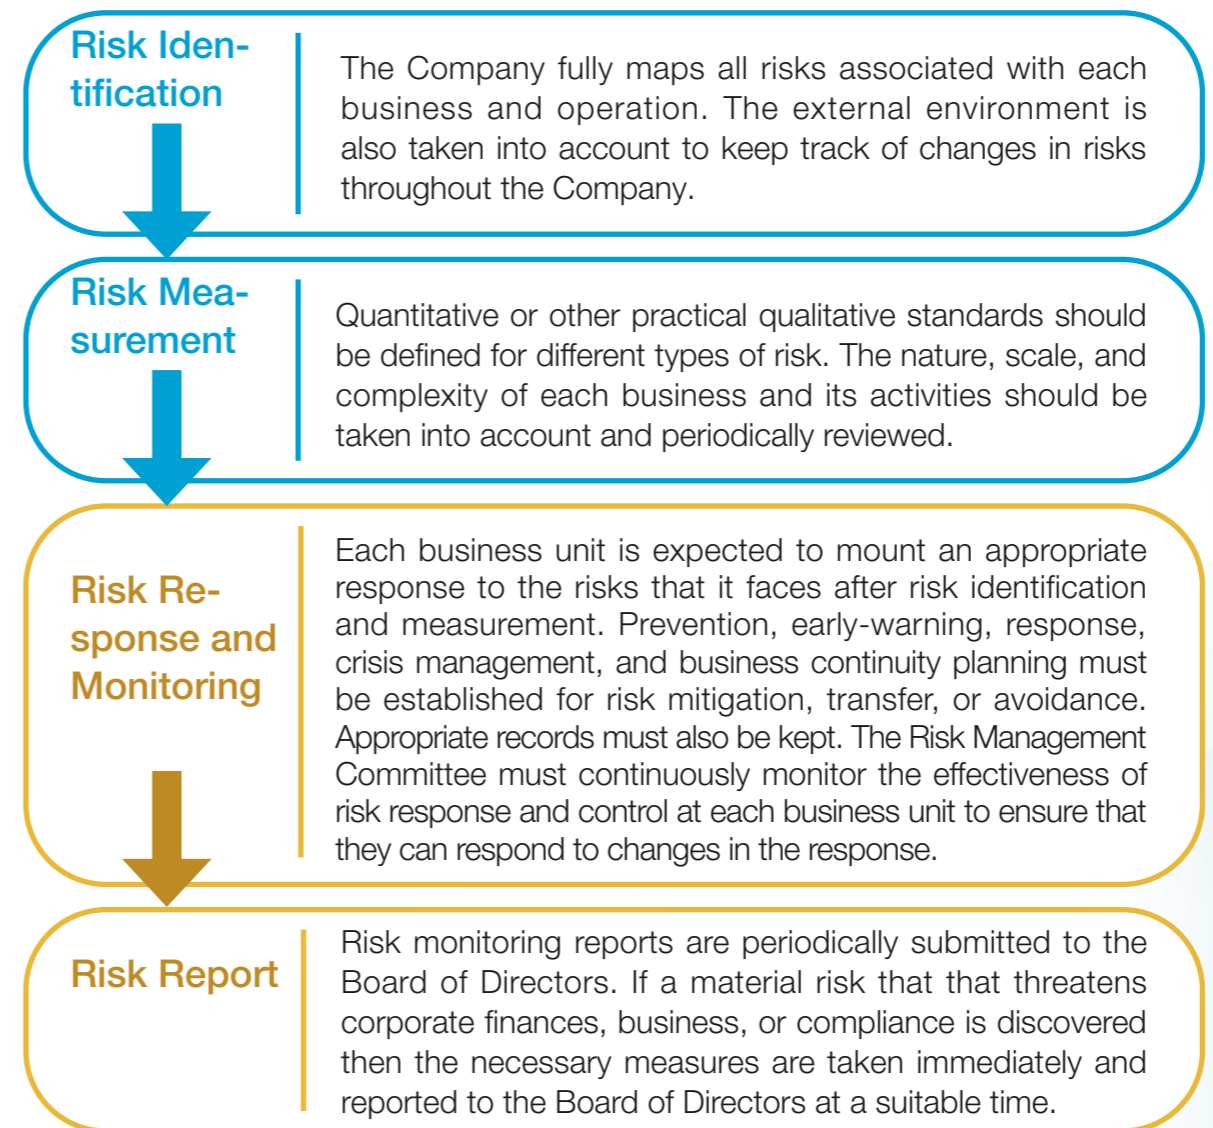 Risk Iden-
tification
The Company fully maps all risks associated with each
business and operation. The external environment is
also taken into account to keep track of changes in risks
throughout the Company.
Risk Mea-
surement
Quantitative or other practical qualitative standards should
be defined for different types of risk. The nature, scale, and
complexity of each business and its activities should be
taken into account and periodically reviewed.
Risk Re-
sponse and
Monitoring
Each business unit is expected to mount an appropriate
response to the risks that it faces after risk identification
and measurement. Prevention, early-warning, response,
crisis management, and business continuity planning must
be established for risk mitigation, transfer, or avoidance.
Appropriate records must also be kept. The Risk Management
Committee must continuously monitor the effectiveness of
risk response and control at each business unit to ensure that
they can respond to changes in the response.
Risk Report
Risk monitoring reports are periodically submitted to the
Board of Directors. If a material risk that that threatens
corporate finances, business, or compliance is discovered
then the necessary measures are taken immediately and
reported to the Board of Directors at a suitable time.